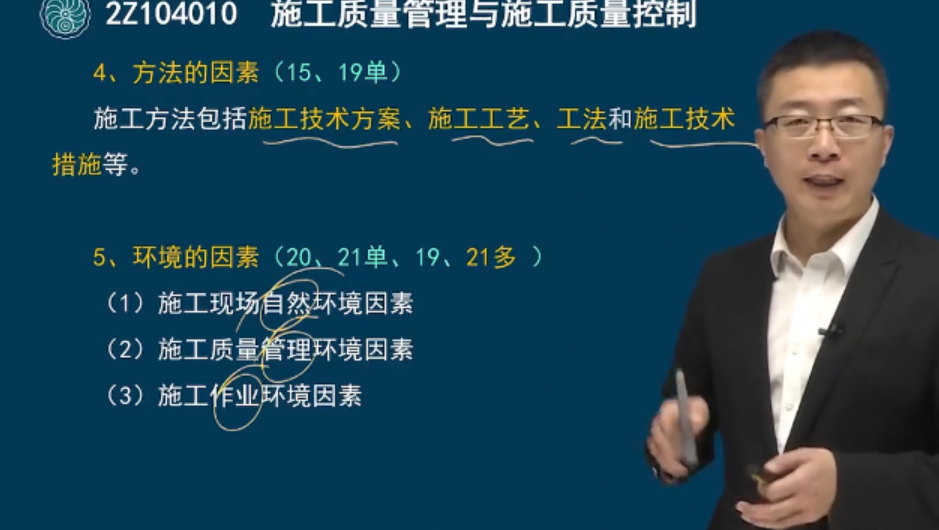 2Z104010 施工质量管理与施工质量控制
4、方法的因素（15、19单）
施工方法包括施工技术方案、施工工艺、工法和施工技术
措施等。
5、环境的因素（20、21单、19、21多 ）
（1）施工现场自然环境因素
（2）施工质量管理环境因素
（3）施工作业环境因素